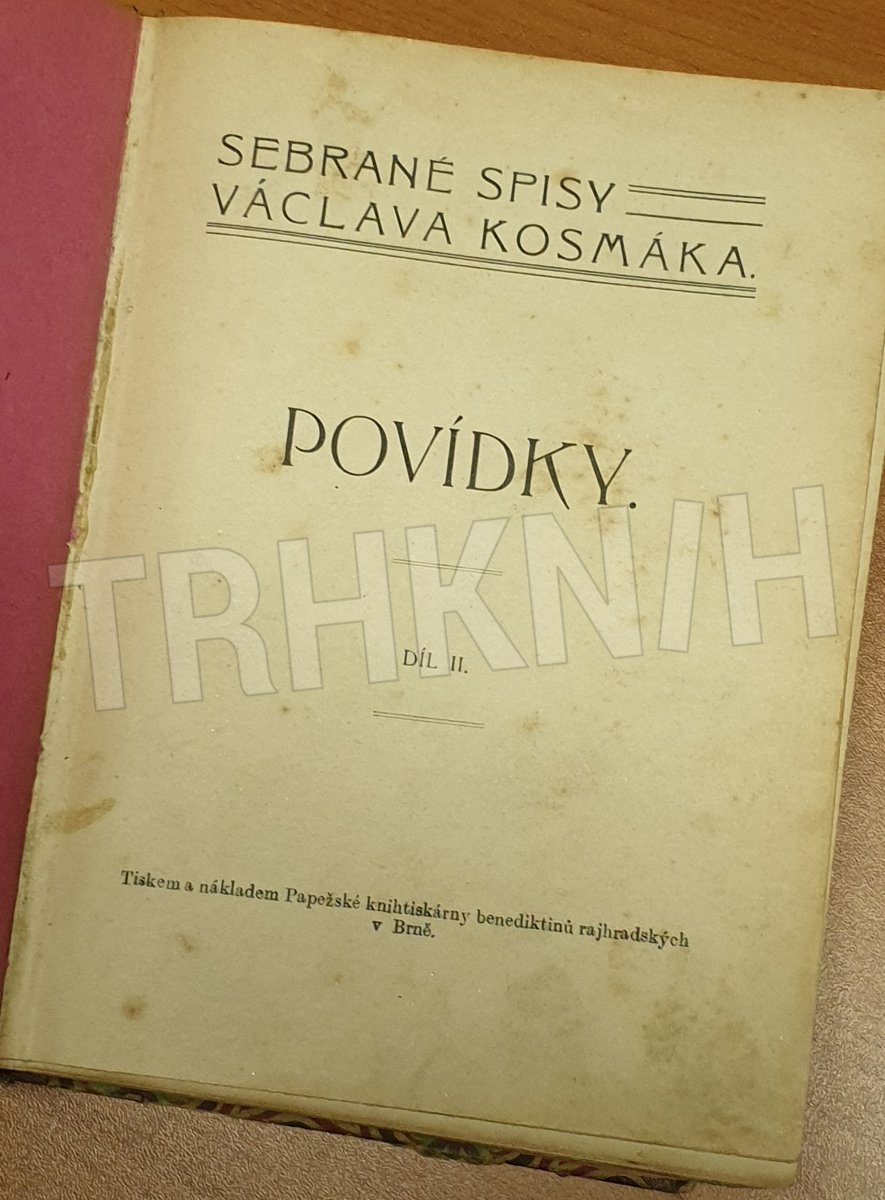 SEBRANÉ SPISY
VÁCLAVA KOSMÁKA.
POVÍDKY.
TRHKNIH
DÍL II.
Tiskem a nákladem Papežské knihtiskárny benediktinů rajhradských
v Brně.